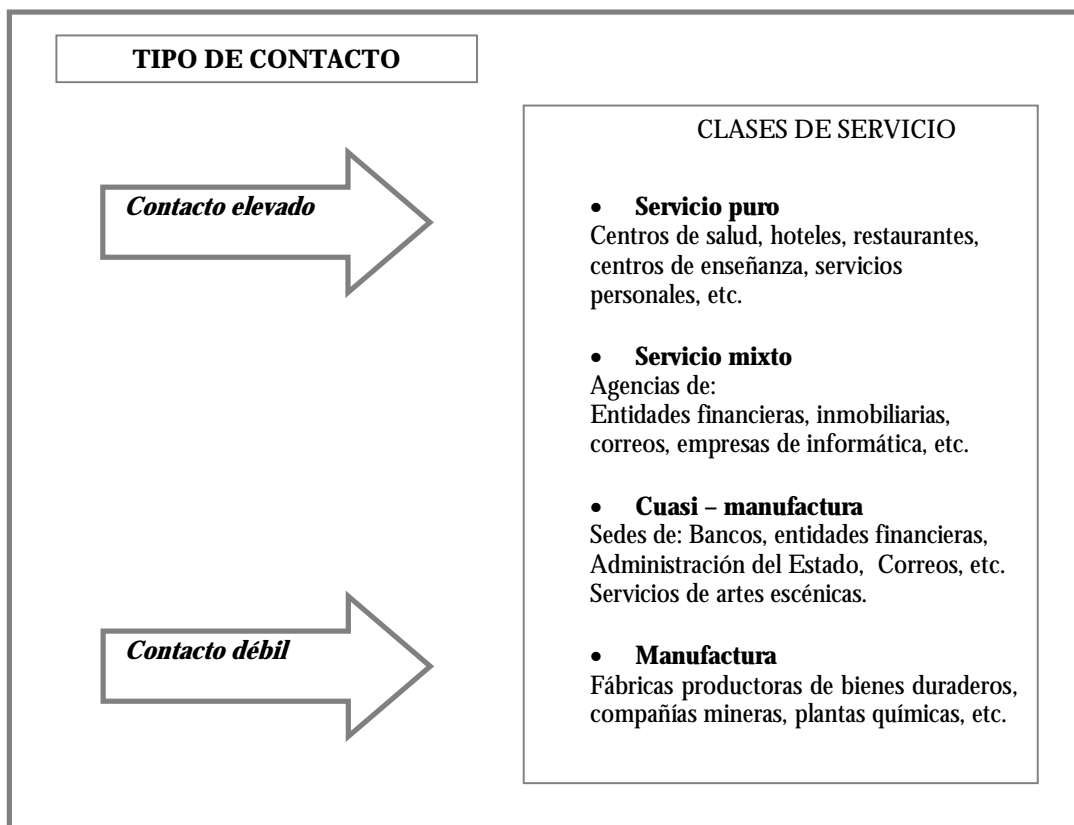 TIPO DE CONTACTO
Contacto elevado
Contacto débil
CLASES DE SERVICIO
• Servicio puro
Centros de salud, hoteles, restaurantes,
centros de enseñanza, servicios
personales, etc.
• Servicio mixto
Agencias de:
Entidades financieras, inmobiliarias,
correos, empresas de informática, etc.
• Cuasi – manufactura
Sedes de: Bancos, entidades financieras,
Administración del Estado, Correos, etc.
Servicios de artes escénicas.
• Manufactura
Fábricas productoras de bienes duraderos,
compañías mineras, plantas químicas, etc.